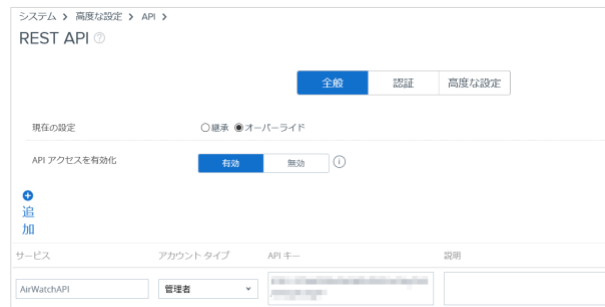 システム > 高度な設定 > API >
REST API
全般 認証 高度な設定
現在の設定 継承 オーバーライド
API アクセスを有効化 有効 無効
追
加
サービス アカウント タイプ API キー 説明
AirWatchAPI 管理者